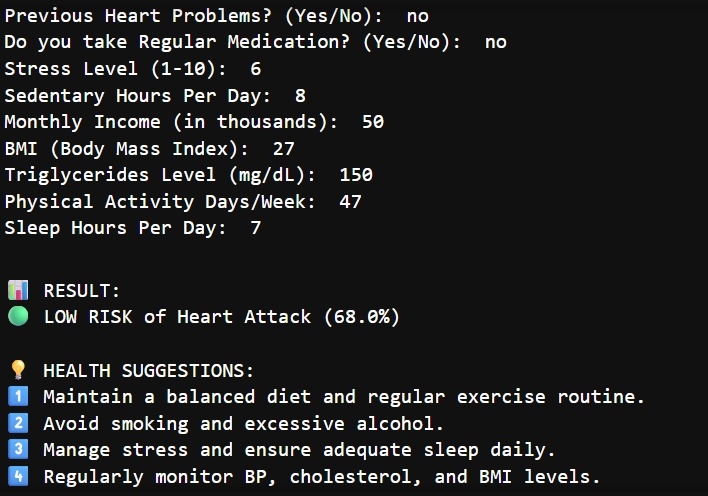 Previous Heart Problems? (Yes/No):  no
Do you take Regular Medication? (Yes/No):  no
Stress Level (1-10):  6
Sedentary Hours Per Day:  8
Monthly Income (in thousands):  50
BMI (Body Mass Index):  27
Triglycerides Level (mg/dL):  150
Physical Activity Days/Week:  47
Sleep Hours Per Day:  7
📊 RESULT:
🟢 LOW RISK of Heart Attack (68.0%)
💡 HEALTH SUGGESTIONS:
1️⃣ Maintain a balanced diet and regular exercise routine.
2️⃣ Avoid smoking and excessive alcohol.
3️⃣ Manage stress and ensure adequate sleep daily.
4️⃣ Regularly monitor BP, cholesterol, and BMI levels.